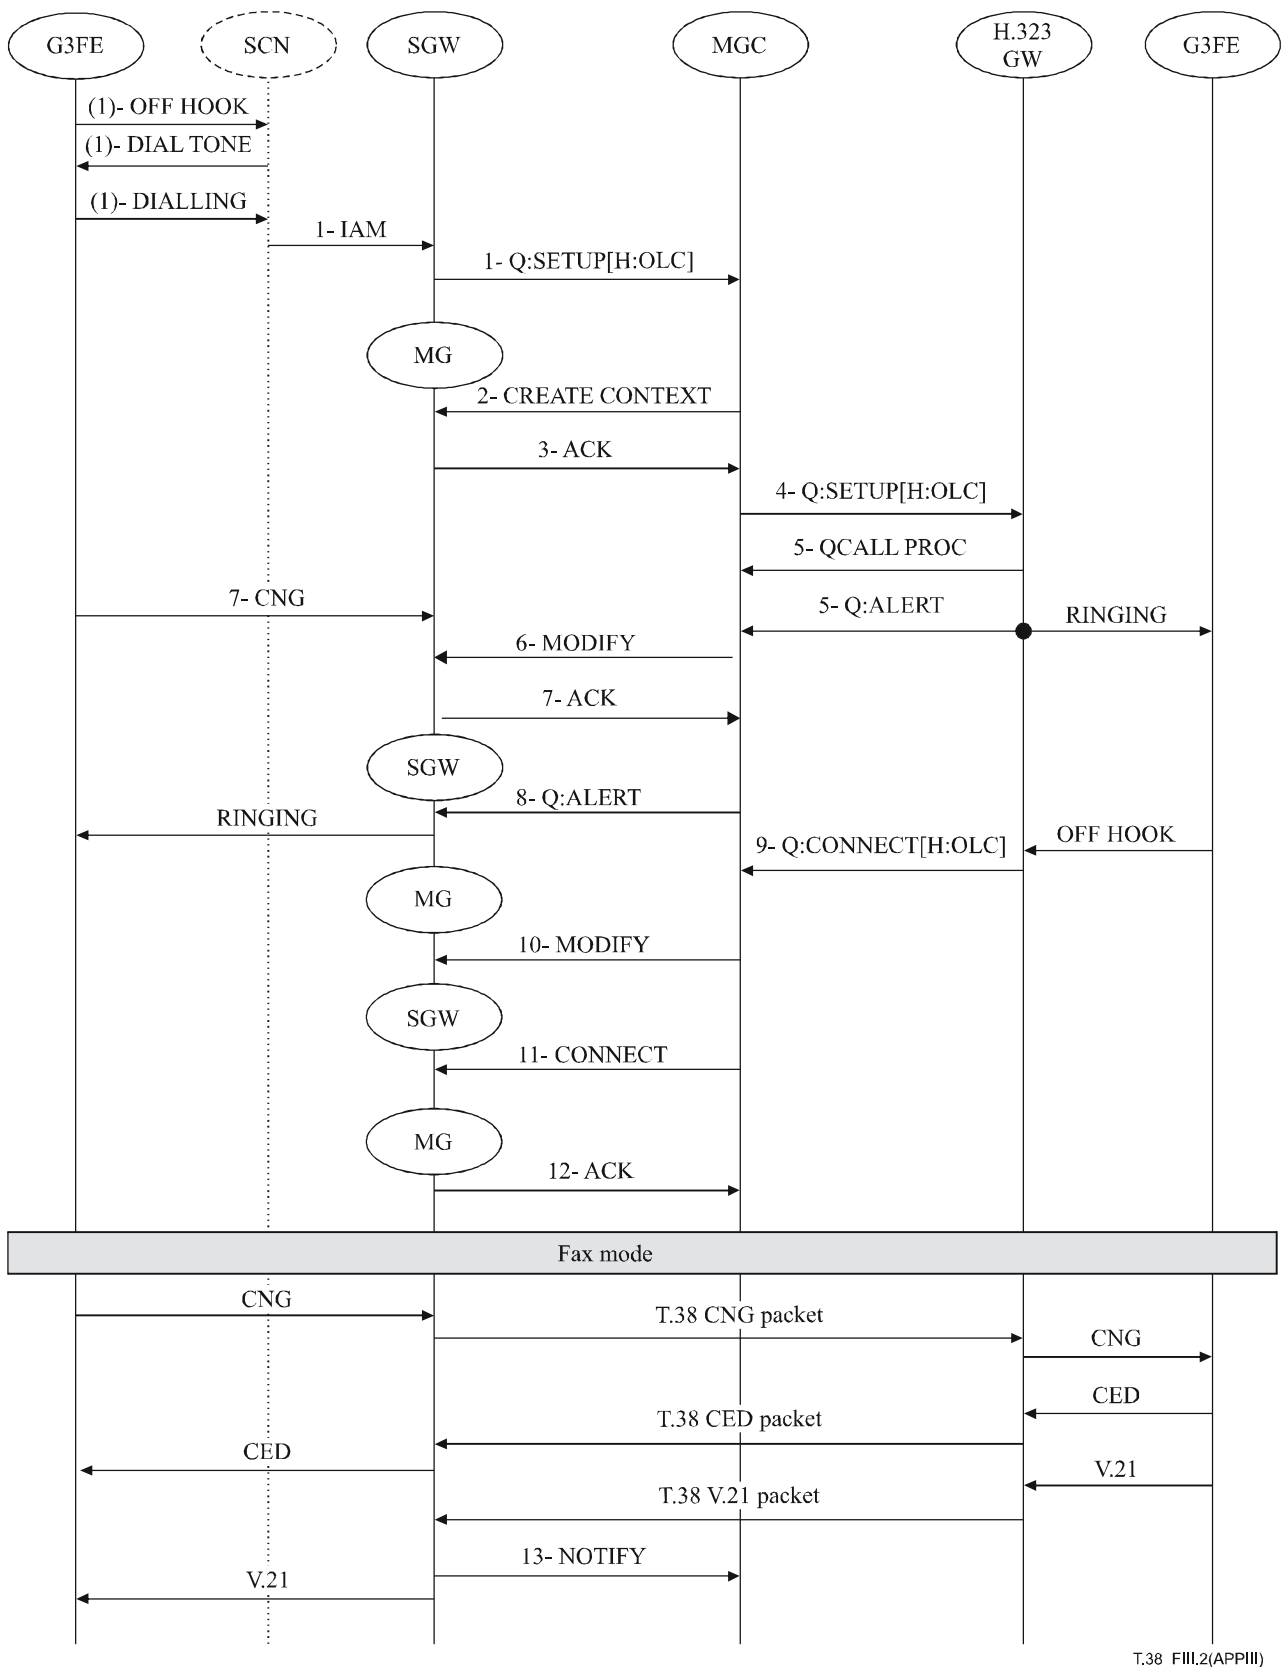 G3FE
SCN
SGW
MGC
H.323
GW
G3FE
(1)- OFF HOOK
(1)- DIAL TONE
(1)- DIALLING
1- IAM
1- Q:SETUP[H:OLC]
MG
2- CREATE CONTEXT
3- ACK
4- Q:SETUP[H:OLC]
5- QCALL PROC
7- CNG
5- Q:ALERT
RINGING
6- MODIFY
7- ACK
SGW
8- Q:ALERT
RINGING
OFF HOOK
9- Q:CONNECT[H:OLC]
MG
10- MODIFY
SGW
11- CONNECT
MG
12- ACK
Fax mode
CNG
T.38 CNG packet
CNG
CED
T.38 CED packet
CED
V.21
T.38 V.21 packet
13- NOTIFY
V.21
T.38_FIII.2(APPIII)